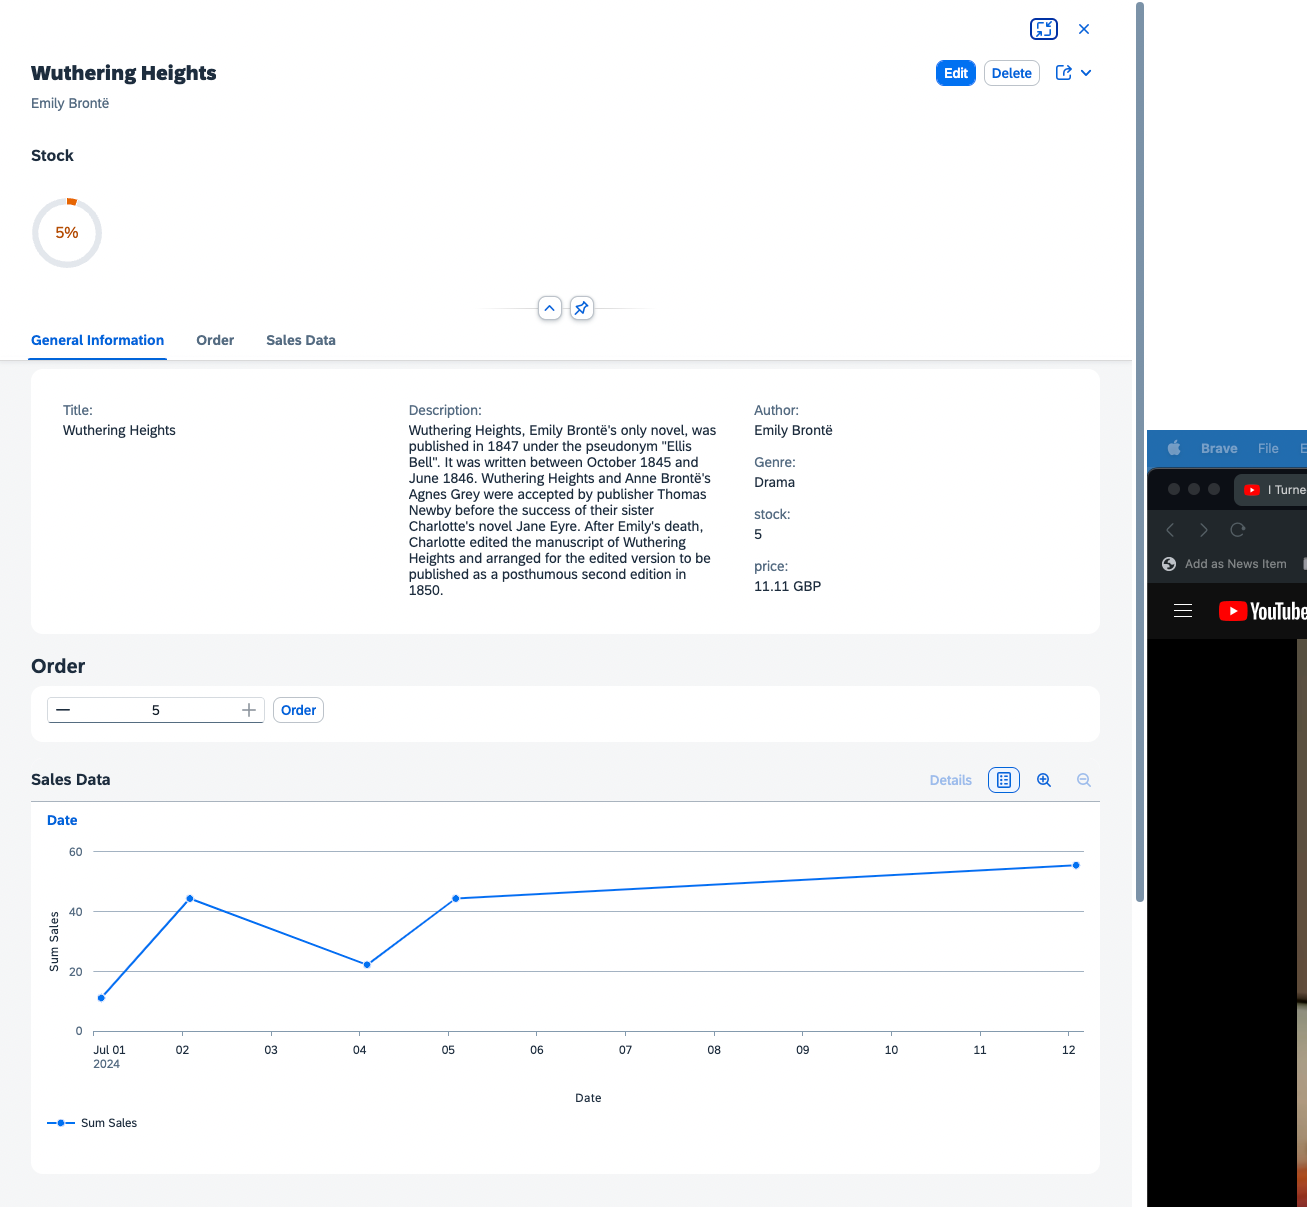 Wuthering Heights
Edit
Delete
Emily Brontë
Stock
5%
General Information
Order
Sales Data
Title:
Wuthering Heights
Description:
Wuthering Heights, Emily Brontë's only novel, was
published in 1847 under the pseudonym "Ellis
Bell". It was written between October 1845 and
June 1846. Wuthering Heights and Anne Brontë's
Agnes Grey were accepted by publisher Thomas
Newby before the success of their sister
Charlotte's novel Jane Eyre. After Emily's death,
Charlotte edited the manuscript of Wuthering
Heights and arranged for the edited version to be
published as a posthumous second edition in
1850.
Author:
Emily Brontë
Genre:
Drama
stock:
5
price:
11.11 GBP
Order
5
Order
Sales Data
Details
Date
60
40
20
0
Sum Sales
Jul 01
02
03
04
05
06
07
08
09
10
11
12
2024
Date
Sum Sales
Brave
File
I Turne
Add as News Item
YouTube